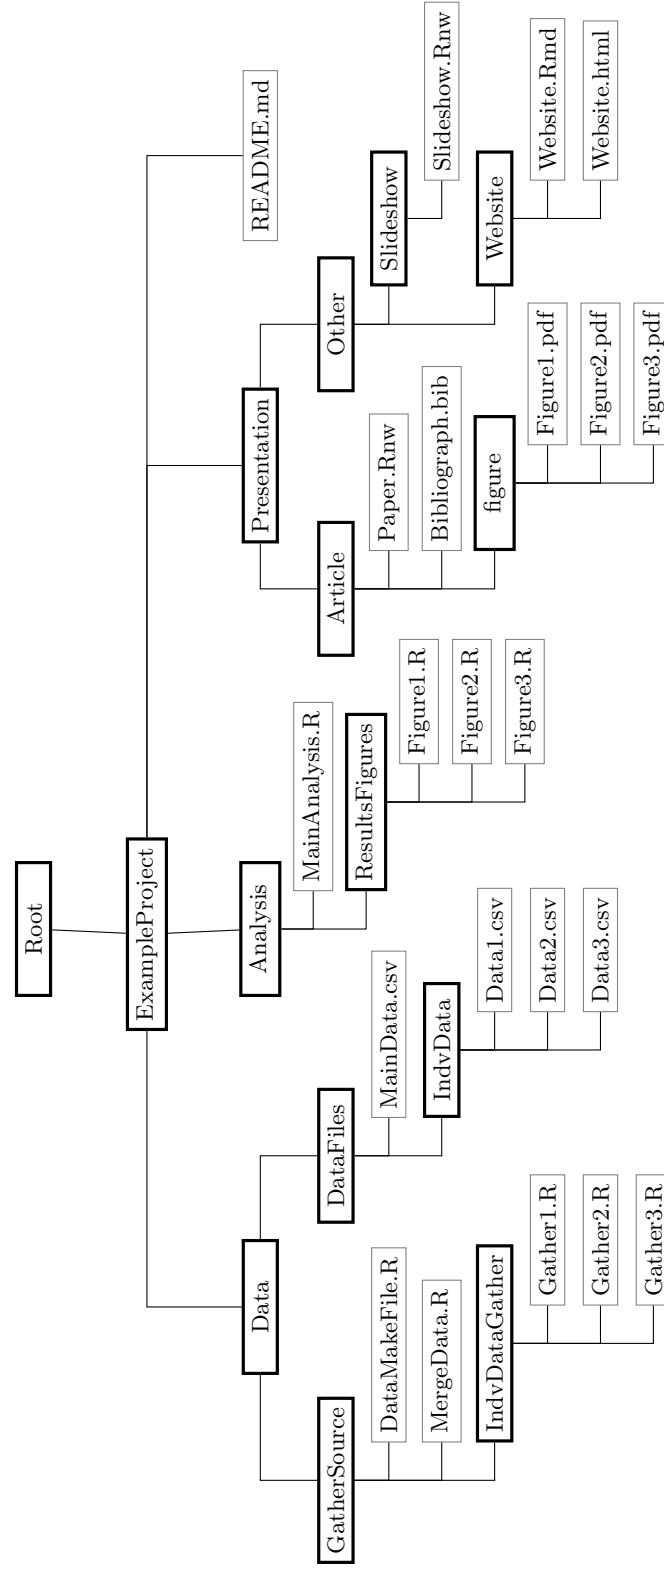 Root
ExampleProject
Data
GatherSource
DataMakeFile.R
MergeData.R
IndvDataGather
Gather1.R
Gather2.R
Gather3.R
DataFiles
MainData.csv
IndvData
Data1.csv
Data2.csv
Data3.csv
Analysis
MainAnalysis.R
ResultsFigures
Figure1.R
Figure2.R
Figure3.R
Presentation
Article
Paper.Rnw
Bibliograph.bib
figure
Figure1.pdf
Figure2.pdf
Figure3.pdf
Other
Slideshow
Slideshow.Rnw
Website
Website.Rmd
Website.html
README.md